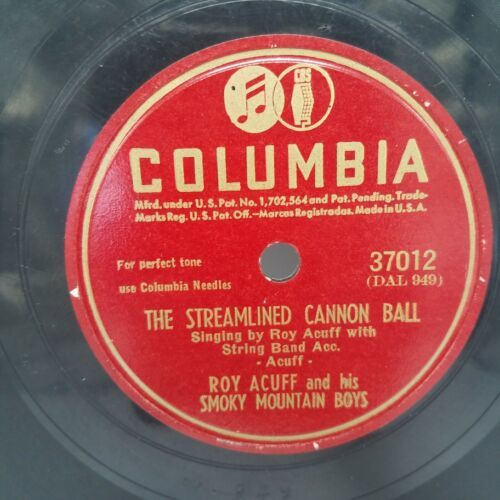 CBS
COLUMBIA
Mfrd. under U.S. Pat. No. 1,702,564 and Pat. Pending. Trade-
Marks Reg. U.S. Pat. Off.—Marcas Registradas. Made in U.S.A.
For perfect tone
use Columbia Needles
37012
(DAL 949)
THE STREAMLINED CANNON BALL
Singing by Roy Acuff with
String Band Acc.
- Acuff -
ROY ACUFF and his
SMOKY MOUNTAIN BOYS